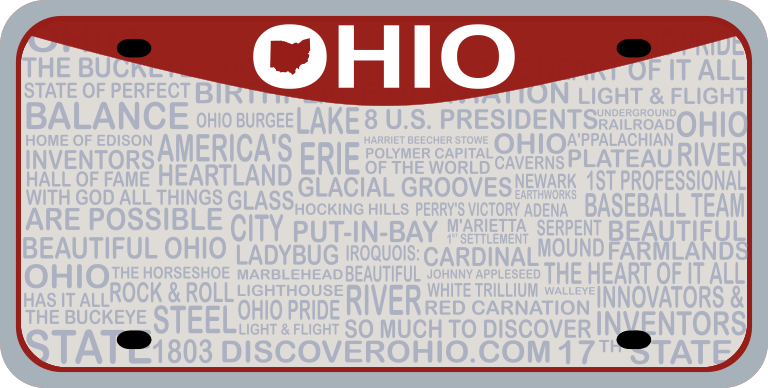 OHIO
PRIDE
THE BUCKEYE
HEART OF IT ALL
STATE OF PERFECT
LIGHT & FLIGHT
BALANCE
OHIO BURGEE
LAKE
8 U.S. PRESIDENTS
UNDERGROUND
RAILROAD
OHIO
HOME OF EDISON
AMERICA'S
ERIE
HARRIET BEECHER STOWE
OHIO
A'PPALACHIAN
INVENTORS
POLYMER CAPITAL
OF THE WORLD
CAVERNS
PLATEAU
RIVER
HALL OF FAME
HEARTLAND
GLACIAL GROOVES
NEWARK
EARTHWORKS
1ST PROFESSIONAL
WITH GOD ALL THINGS
GLASS
HOCKING HILLS
PERRY'S VICTORY
ADENA
BASEBALL TEAM
ARE POSSIBLE
CITY
PUT-IN-BAY
M'ARIETTA
1ST SETTLEMENT
SERPENT
BEAUTIFUL
BEAUTIFUL OHIO
LADYBUG
IROQUOIS:
CARDINAL
MOUND
FARMLANDS
OHIO
THE HORSESHOE
MARBLEHEAD
BEAUTIFUL
JOHNNY APPLESEED
THE HEART OF IT ALL
HAS IT ALL
ROCK & ROLL
LIGHTHOUSE
RIVER
WHITE TRILLIUM
WALLEYE
INNOVATORS &
THE BUCKEYE
STEEL
OHIO PRIDE
RED CARNATION
INVENTORS
LIGHT & FLIGHT
SO MUCH TO DISCOVER
STATE
1803
DISCOVEROHIO.COM
17TH
STATE